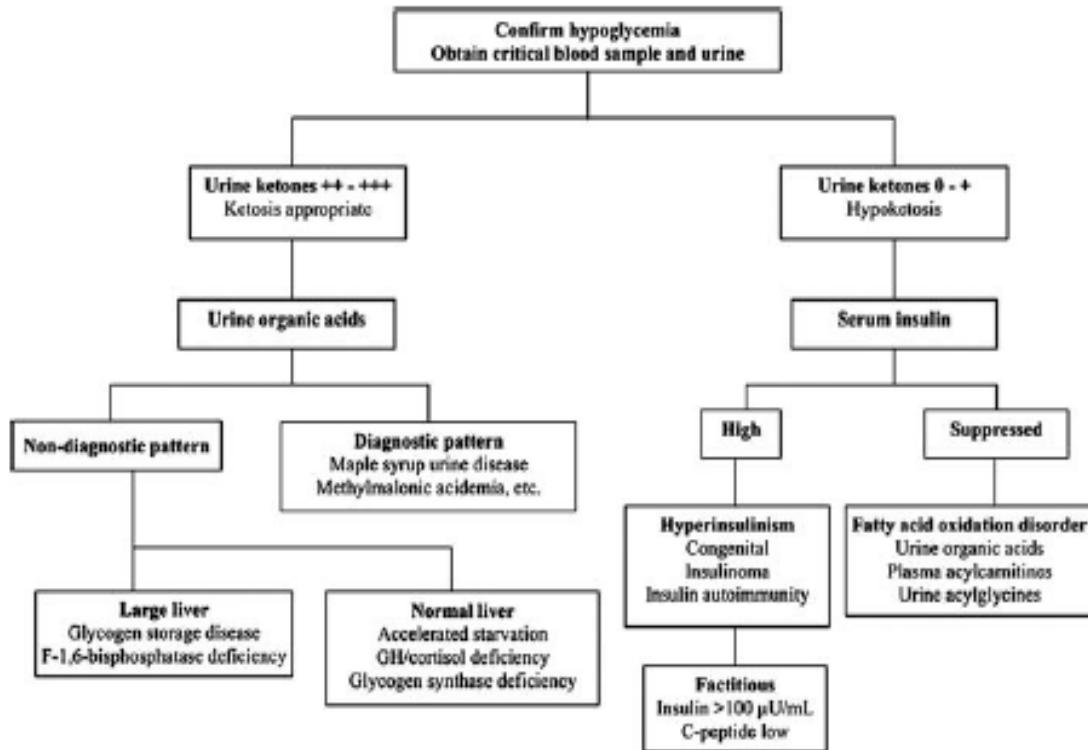 Confirm hypoglycemia
Obtain critical blood sample and urine
Urine ketones ++ - +++
Ketosis appropriate
Urine ketones 0 - +
Hypoketosis
Urine organic acids
Serum insulin
Non-diagnostic pattern
Diagnostic pattern
Maple syrup urine disease
Methylmalonic acidemia, etc.
High
Suppressed
Hyperinsulinism
Congenital
Insulinoma
Insulin autoimmunity
Fatty acid oxidation disorder
Urine organic acids
Plasma acylcarnitines
Urine acylglycines
Large liver
Glycogen storage disease
F-1,6-bisphosphatase deficiency
Normal liver
Accelerated starvation
GH/cortisol deficiency
Glycogen synthase deficiency
Factitious
Insulin >100 μU/mL
C-peptide low